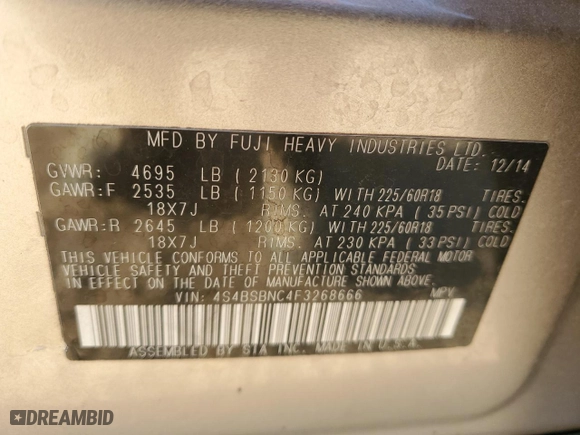 MFD BY FUJI HEAVY INDUSTRIES LTD.
DATE: 12/14
GVWR: 4695 LB (2130 KG)
GAWR:F 2535 LB (1150 KG) WITH 225/60R18 TIRES.
18X7J RIMS. AT 240 KPA (35 PSI) COLD
GAWR:R 2645 LB (1200 KG) WITH 225/60R18 TIRES.
18X7J RIMS. AT 230 KPA (33 PSI) COLD
THIS VEHICLE CONFORMS TO ALL APPLICABLE FEDERAL MOTOR
VEHICLE SAFETY AND THEFT PREVENTION STANDARDS
IN EFFECT ON THE DATE OF MANUFACTURE SHOWN ABOVE.
VIN: 4S4BSBNC4F3268666 MPV
ASSEMBLED BY SIA INC. MADE IN U.S.A.
DREAMBID